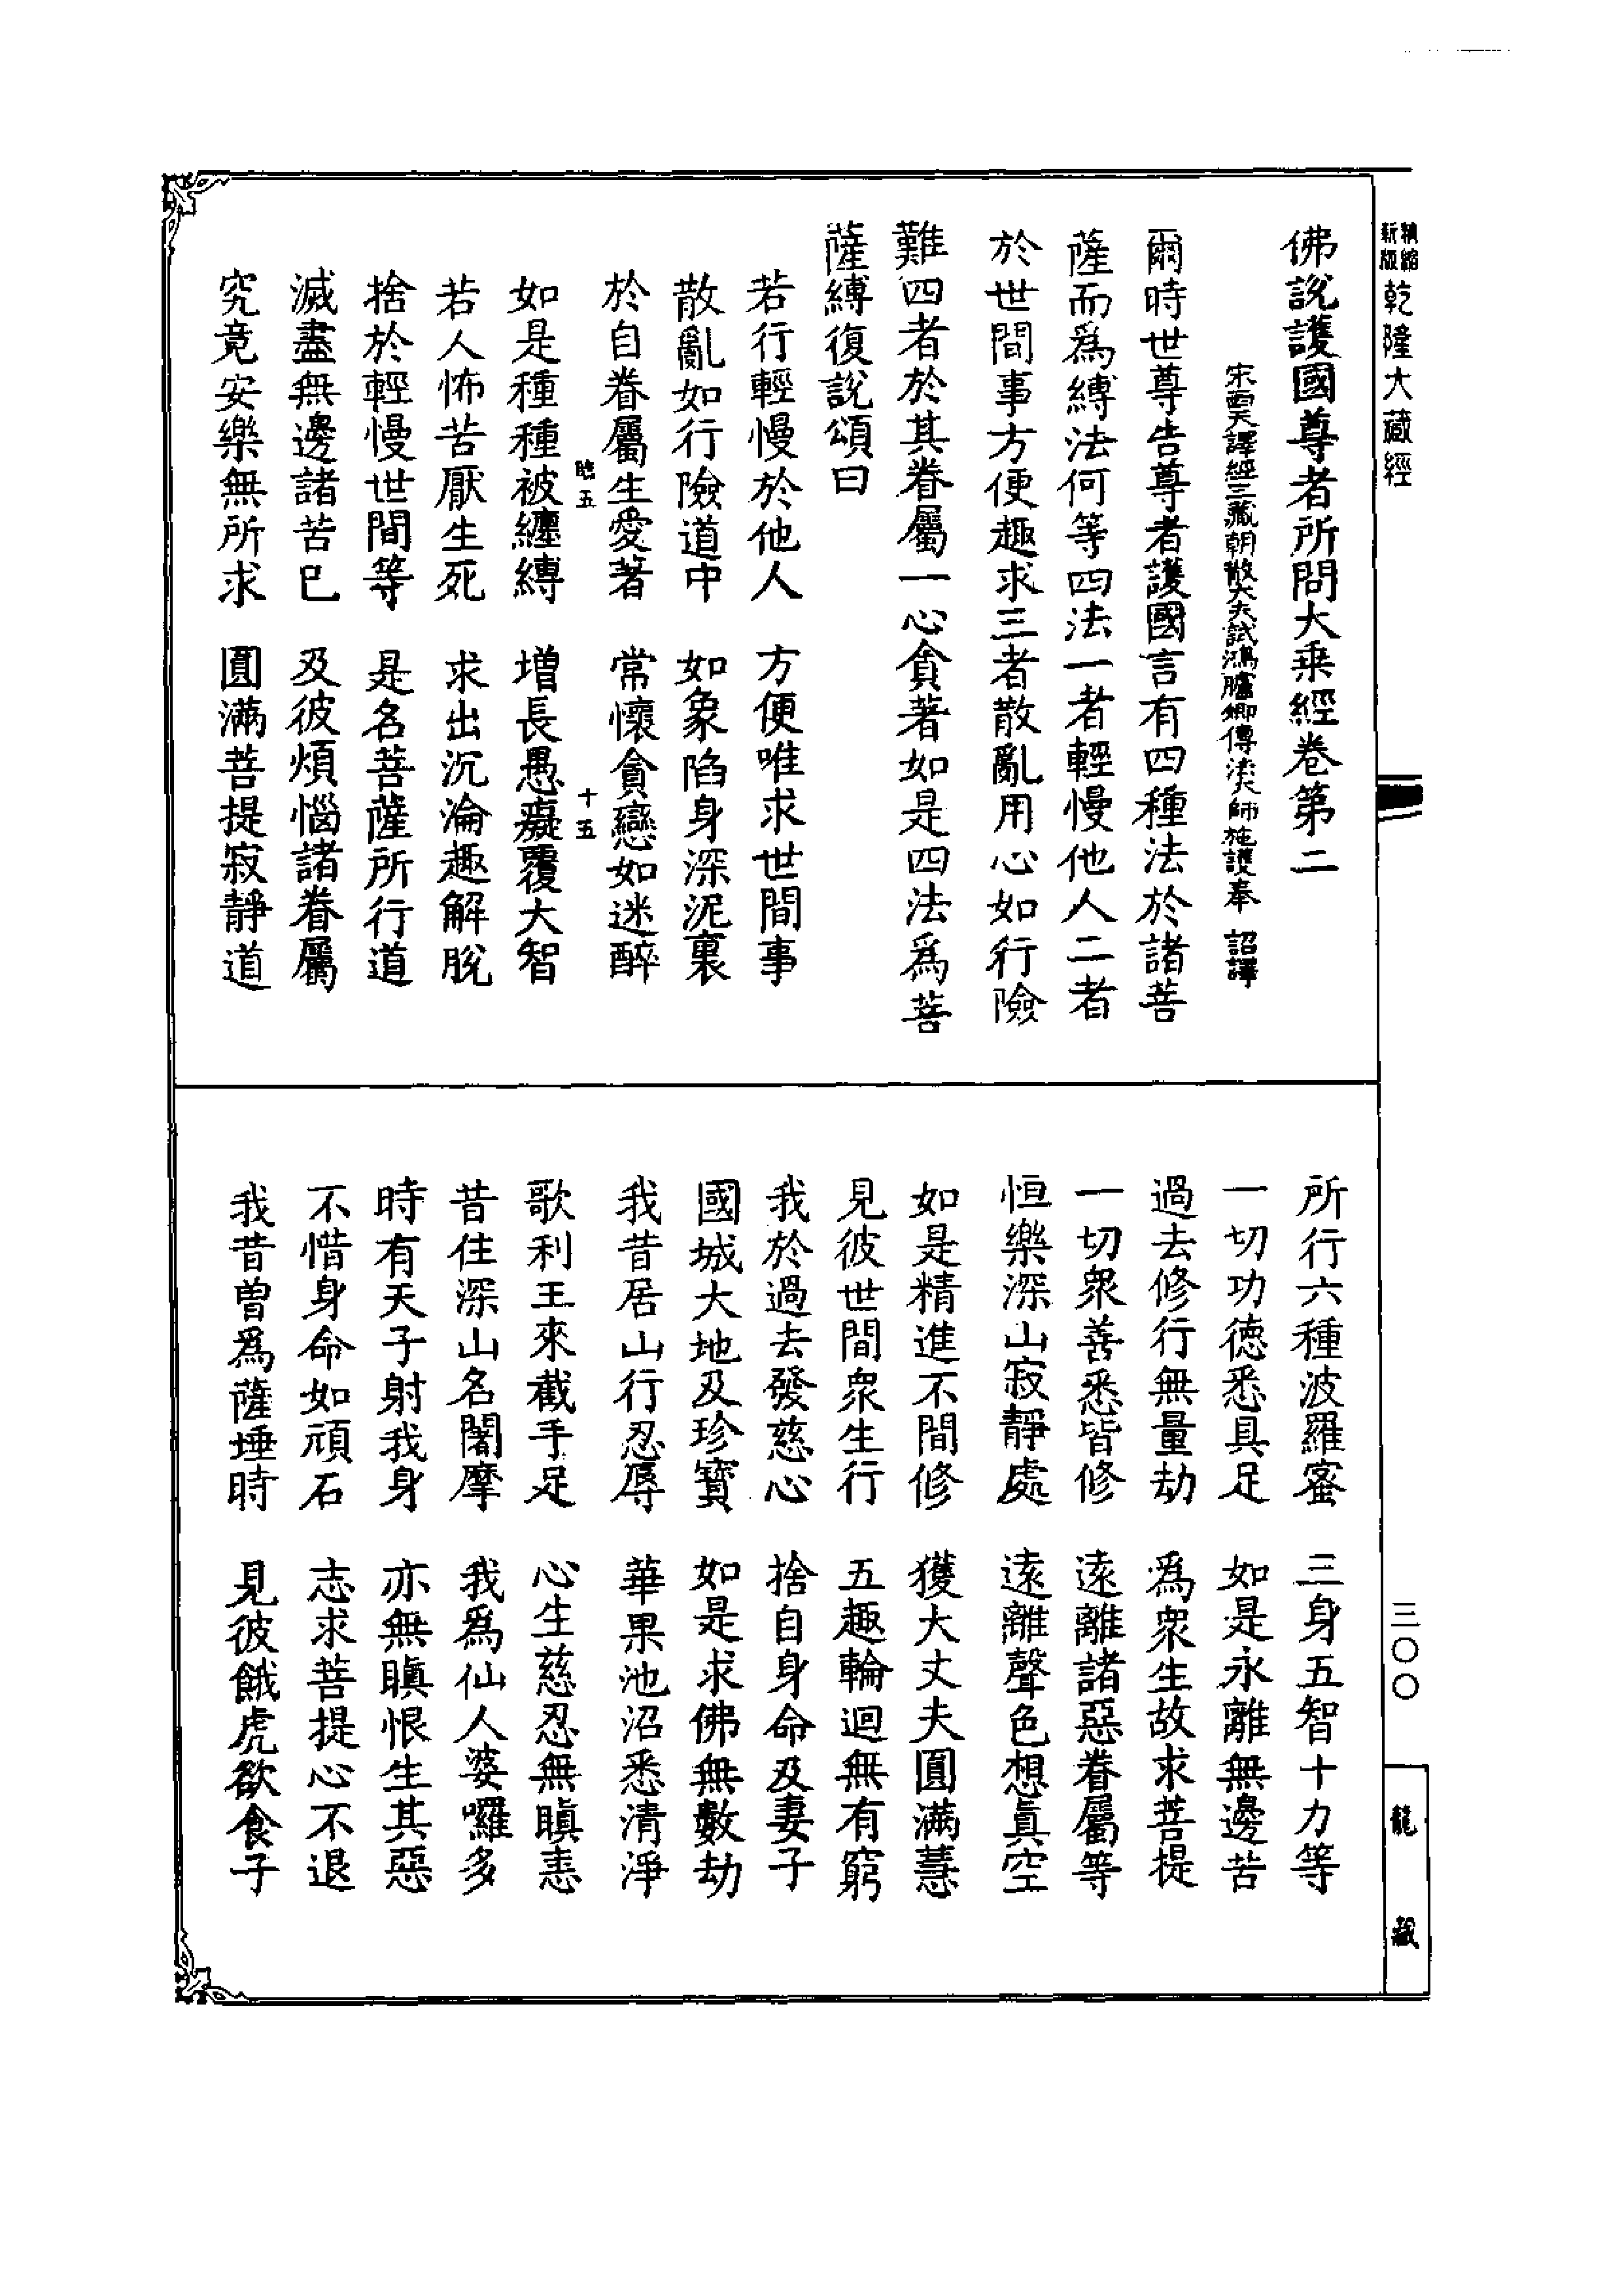 新版精縮
乾隆大藏經
佛說護國尊者所問大乘經卷第二
宋西天譯經三藏朝散大夫試鴻臚卿傳法大師施護奉 詔譯
爾時世尊告尊者護國言有四種法於諸菩
薩而爲縛法何等四法一者輕慢他人二者
於世間事方便趣求三者散亂用心如行險
難四者於其眷屬一心貪著如是四法爲菩
薩縛復說頌曰
若行輕慢於他人 方便唯求世間事
散亂如行險道中 如象陷身深泥裏
於自眷屬生愛著 常懷貪戀如迷醉
五 十五
如是種種被纏縛 增長愚癡覆大智
若人怖苦厭生死 求出沉淪趣解脫
捨於輕慢世間等 是名菩薩所行道
滅盡無邊諸苦已 及彼煩惱諸眷屬
究竟安樂無所求 圓滿菩提寂靜道
所行六種波羅蜜 三身五智十力等
一切功德悉具足 如是永離無邊苦
過去修行無量劫 爲衆生故求菩提
一切衆善悉皆修 遠離諸惡眷屬等
恒樂深山寂靜處 遠離聲色想真空
如是精進不間修 獲大丈夫圓滿慧
見彼世間衆生行 五趣輪迴無有窮
我於過去發慈心 捨自身命及妻子
國城大地及珍寶 如是求佛無數劫
我昔居山行忍辱 華果池沼悉清淨
歌利王來截手足 心生慈忍無瞋恚
昔住深山名闍摩 我爲仙人婆囉多
時有天子射我身 亦無瞋恨生其惡
不惜身命如頑石 志求菩提心不退
我昔曾爲薩埵時 見彼餓虎欲食子
三〇〇
龍藏